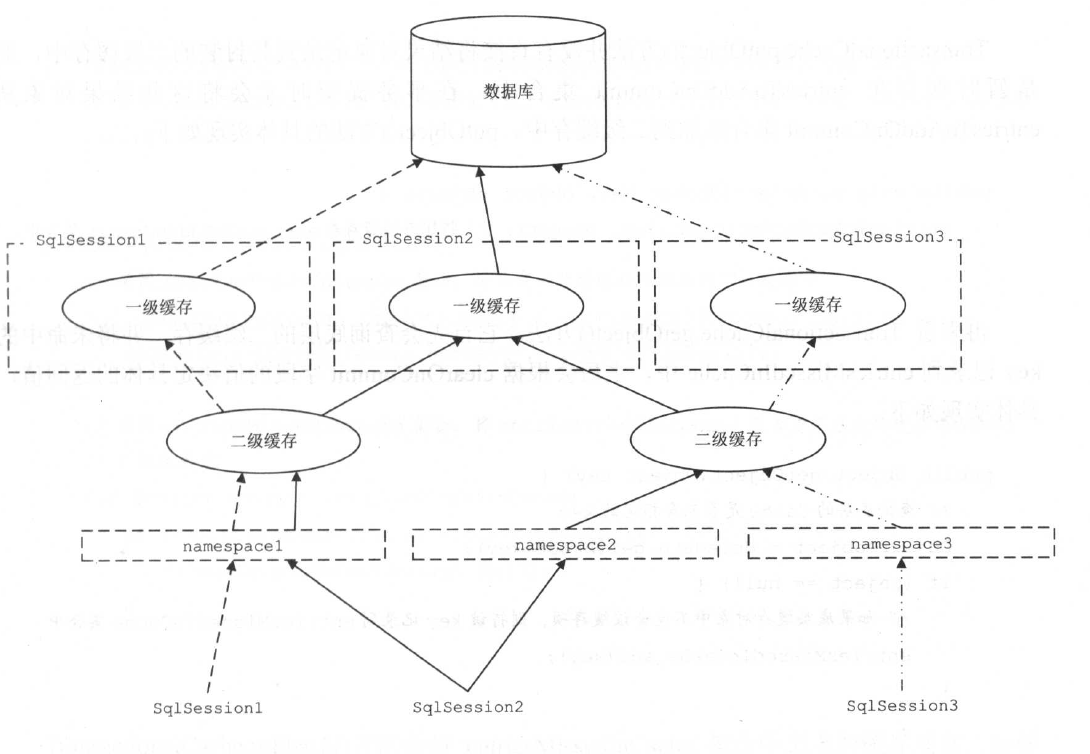 数据库
SqlSession1
SqlSession2
SqlSession3
一级缓存
一级缓存
一级缓存
二级缓存
二级缓存
namespace1
namespace2
namespace3
SqlSession1
SqlSession2
SqlSession3